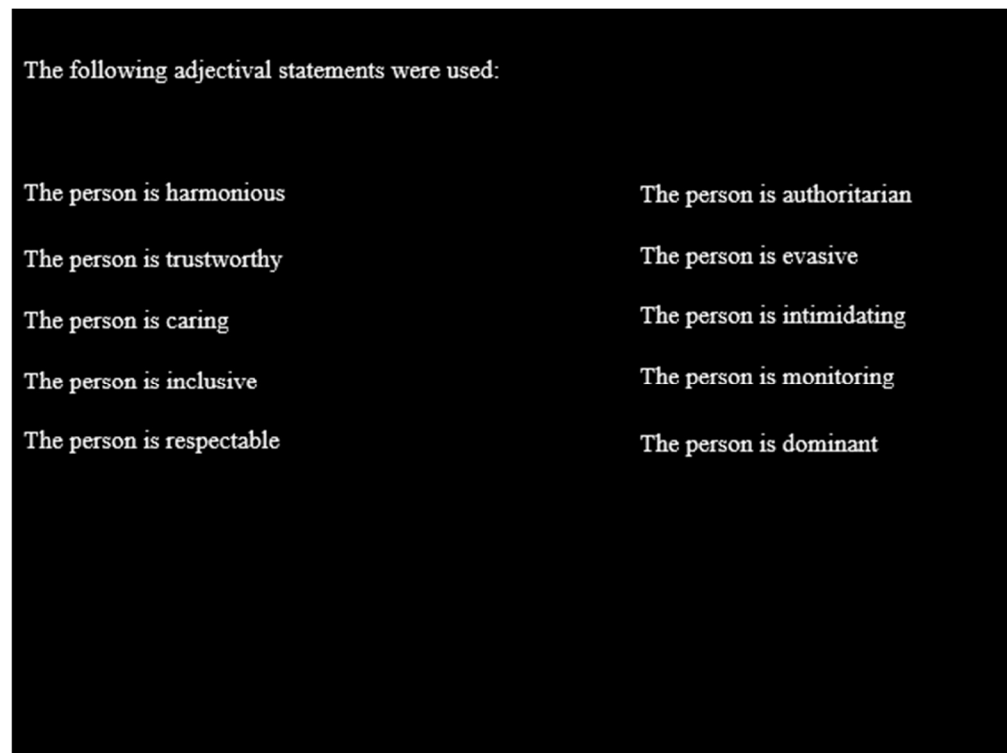 The following adjectival statements were used:
The person is harmonious
The person is trustworthy
The person is caring
The person is inclusive
The person is respectable
The person is authoritarian
The person is evasive
The person is intimidating
The person is monitoring
The person is dominant